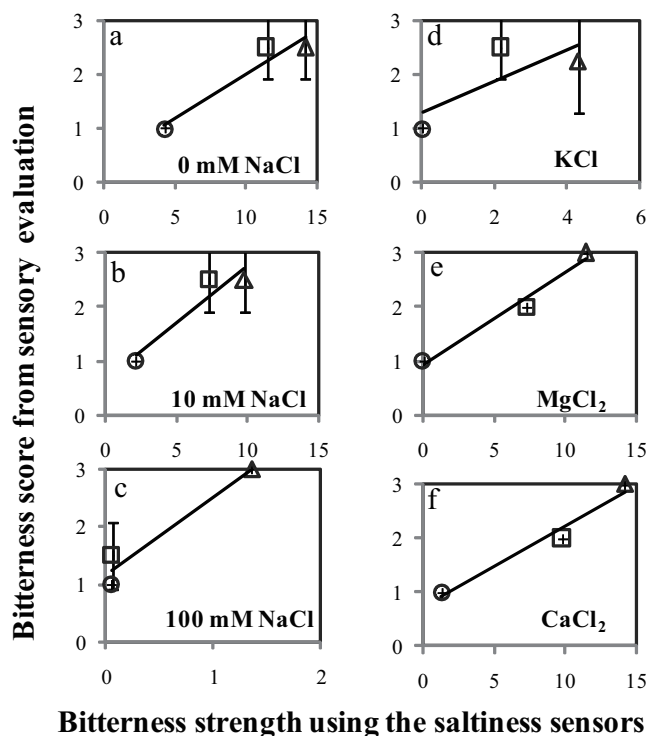 Bitterness score from sensory evaluation
a
3
2
1
0
0 mM NaCl
0 5 10 15
d
3
2
1
0
KCl
0 2 4 6
b
3
2
1
0
10 mM NaCl
0 5 10 15
e
3
2
1
0
MgCl₂
0 5 10 15
c
3
2
1
0
100 mM NaCl
0 1 2
f
3
2
1
0
CaCl₂
0 5 10 15
Bitterness strength using the saltiness sensors